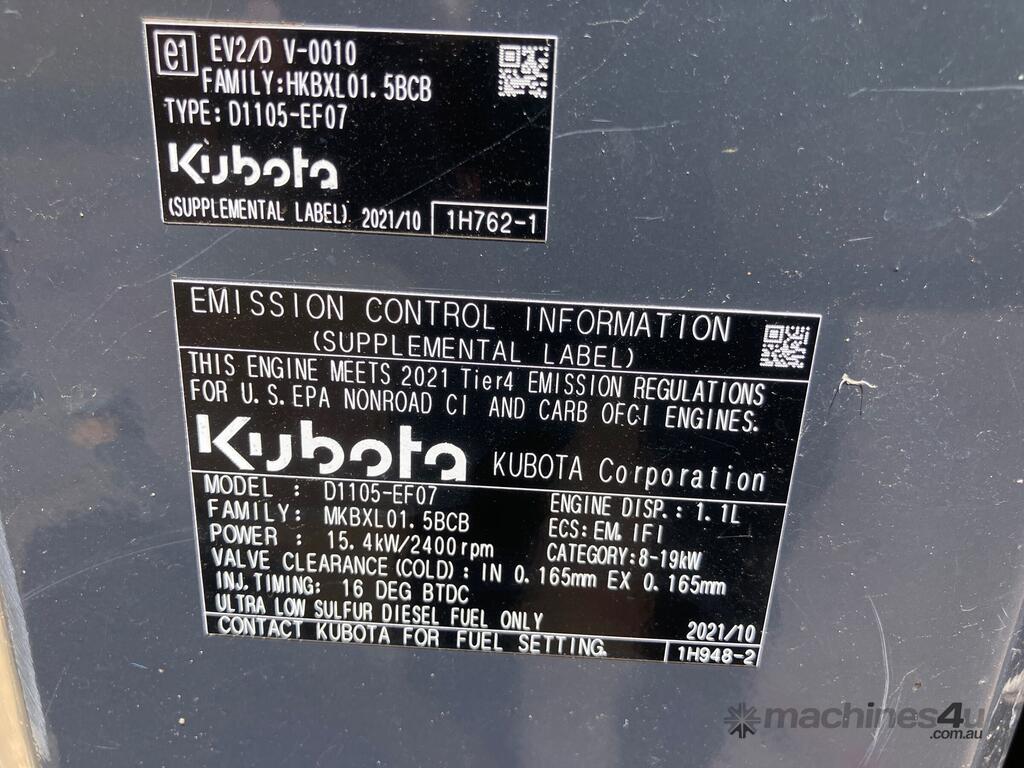 e1 EV2/D V-0010
FAMILY:HKBXL01.5BCB
TYPE: D1105-EF07
Kubota
(SUPPLEMENTAL LABEL) 2021/10 1H762-1
EMISSION CONTROL INFORMATION
(SUPPLEMENTAL LABEL)
THIS ENGINE MEETS 2021 Tier4 EMISSION REGULATIONS
FOR U.S.EPA NONROAD CI AND CARB OFCI ENGINES.
Kubota KUBOTA Corporation
MODEL : D1105-EF07 ENGINE DISP.: 1.1L
FAMILY: MKBXL01.5BCB ECS: EM, IFI
POWER : 15.4kW/2400rpm CATEGORY:8-19kW
VALVE CLEARANCE(COLD): IN 0.165mm EX 0.165mm
INJ.TIMING: 16 DEG BTDC
ULTRA LOW SULFUR DIESEL FUEL ONLY 2021/10
CONTACT KUBOTA FOR FUEL SETTING. 1H948-2
machines4u
.com.au